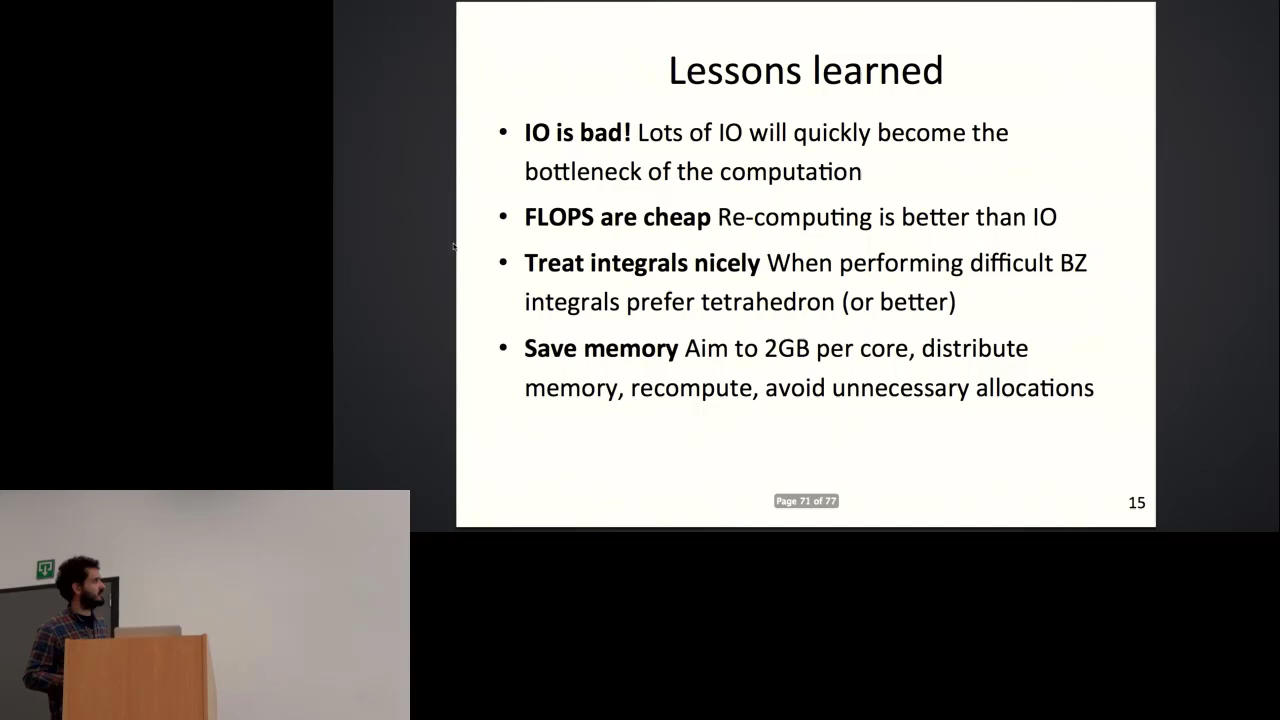 Lessons learned
• IO is bad! Lots of IO will quickly become the
bottleneck of the computation
• FLOPS are cheap Re-computing is better than IO
• Treat integrals nicely When performing difficult BZ
integrals prefer tetrahedron (or better)
• Save memory Aim to 2GB per core, distribute
memory, recompute, avoid unnecessary allocations
Page 71 of 77
15